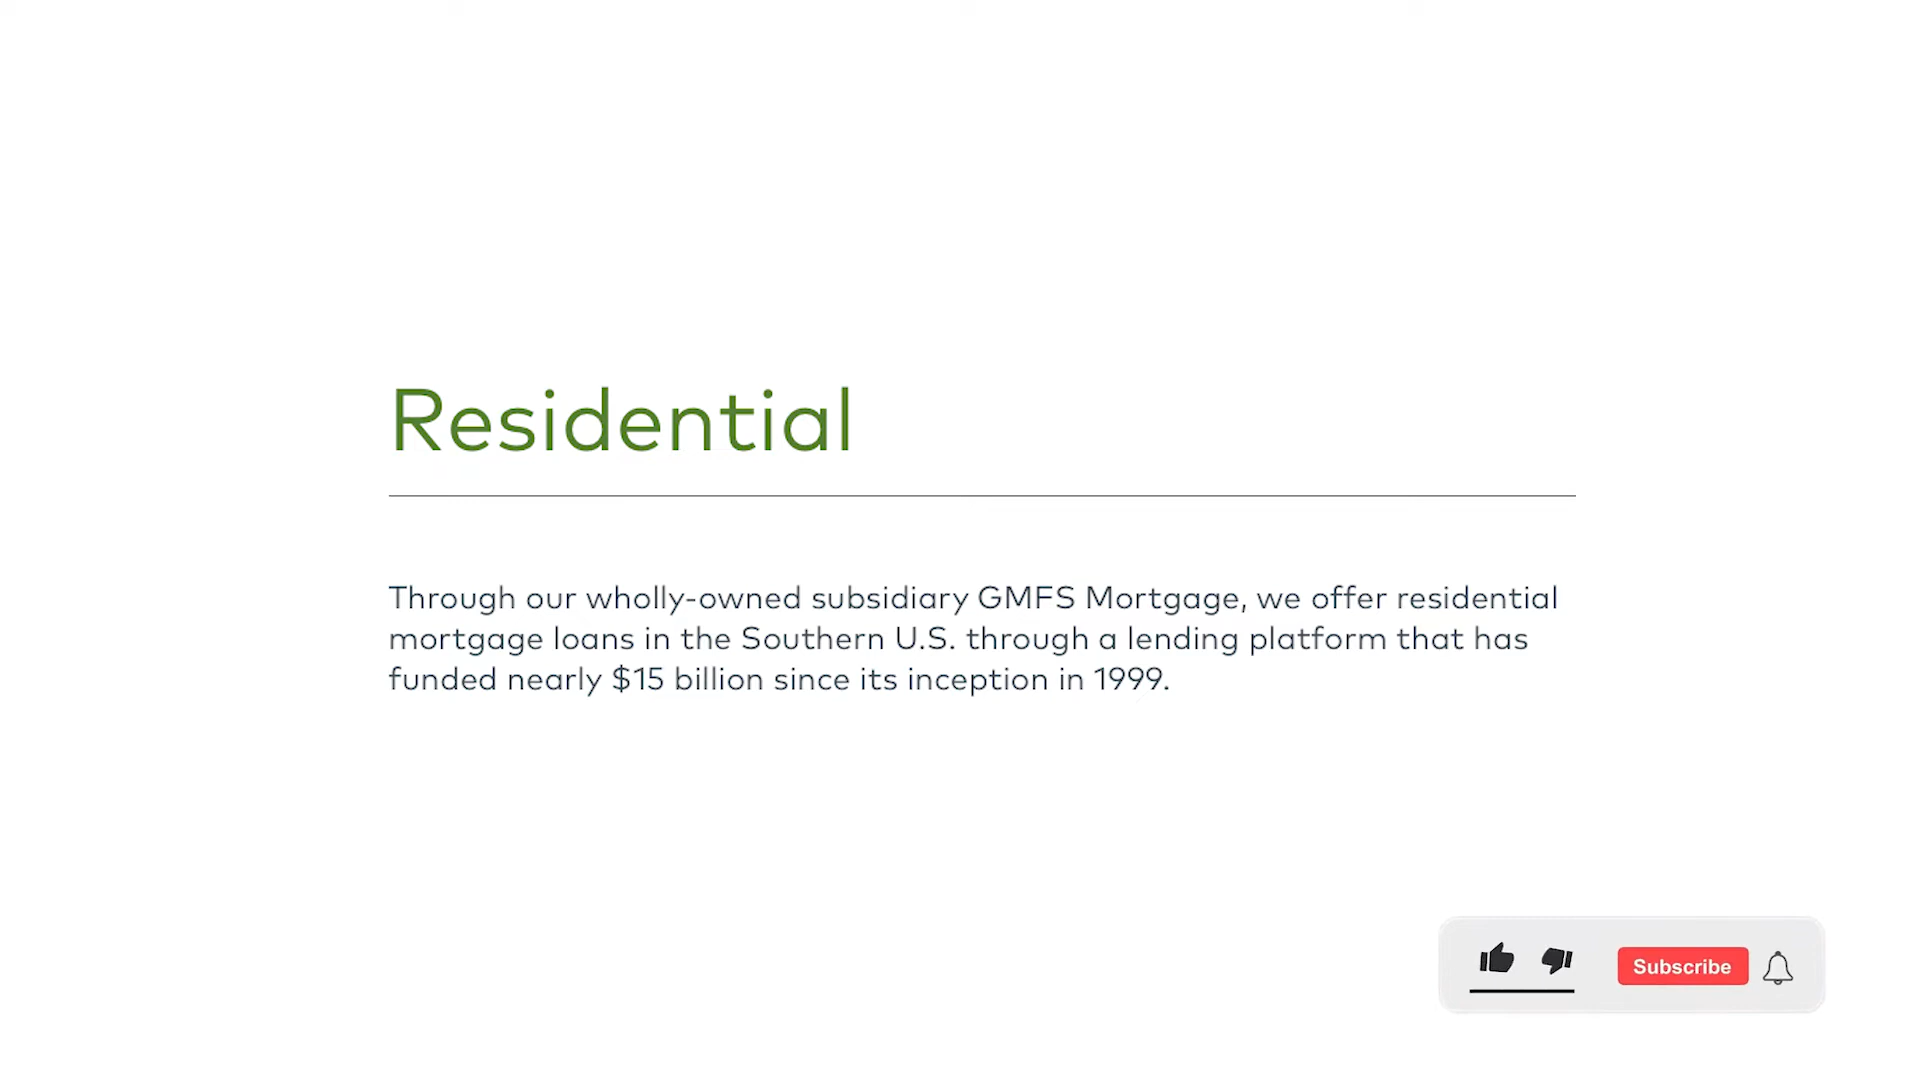 Residential
Through our wholly-owned subsidiary GMFS Mortgage, we offer residential
mortgage loans in the Southern U.S. through a lending platform that has
funded nearly $15 billion since its inception in 1999.
Subscribe